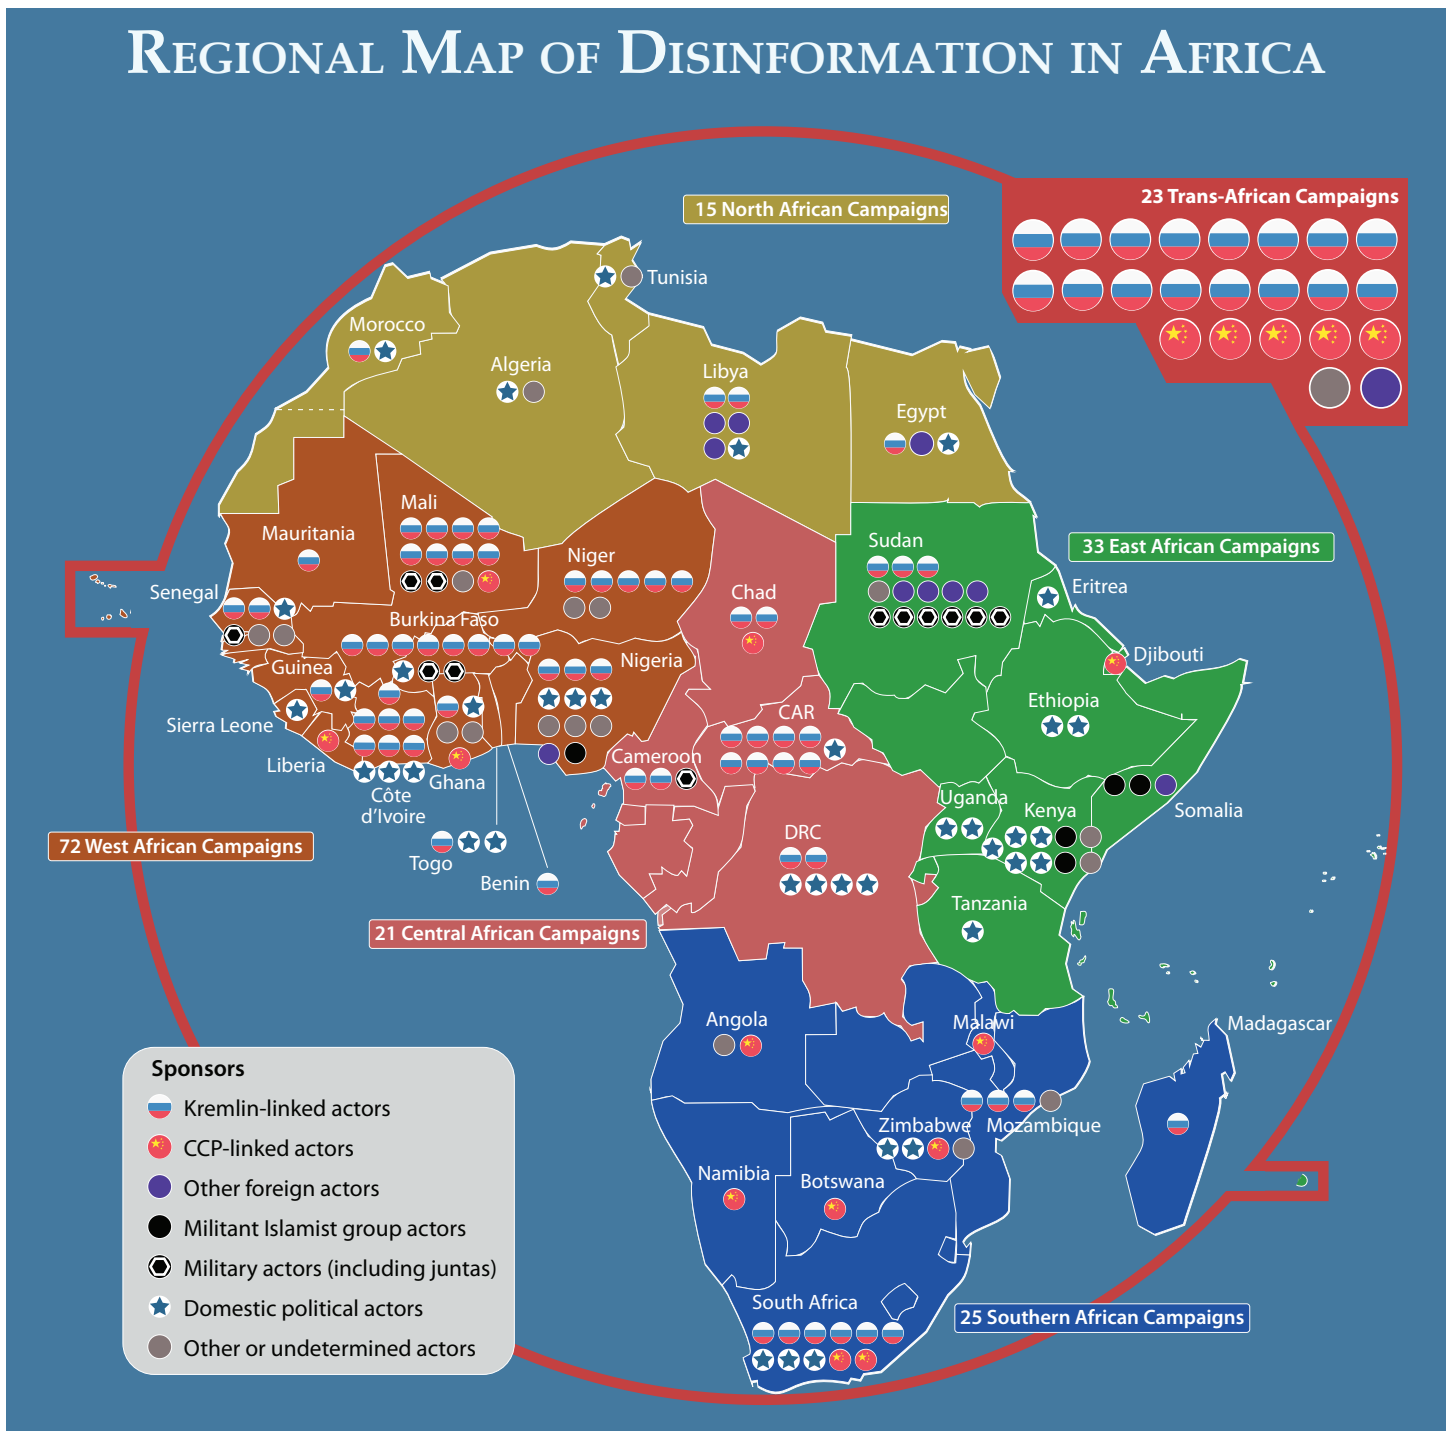 REGIONAL MAP OF DISINFORMATION IN AFRICA
23 Trans-African Campaigns
15 North African Campaigns
Tunisia
Morocco
Algeria
Libya
Egypt
Mali
Mauritania
Niger
Sudan
33 East African Campaigns
Senegal
Chad
Eritrea
Burkina Faso
Djibouti
Guinea
Nigeria
Ethiopia
Sierra Leone
CAR
Liberia
Cameroon
Ghana
Côte
d’Ivoire
Uganda
Kenya
Somalia
72 West African Campaigns
DRC
Togo
Benin
Tanzania
21 Central African Campaigns
Angola
Malawi
Madagascar
Zimbabwe
Mozambique
Namibia
Botswana
South Africa
25 Southern African Campaigns
Sponsors
Kremlin-linked actors
CCP-linked actors
Other foreign actors
Militant Islamist group actors
Military actors (including juntas)
Domestic political actors
Other or undetermined actors